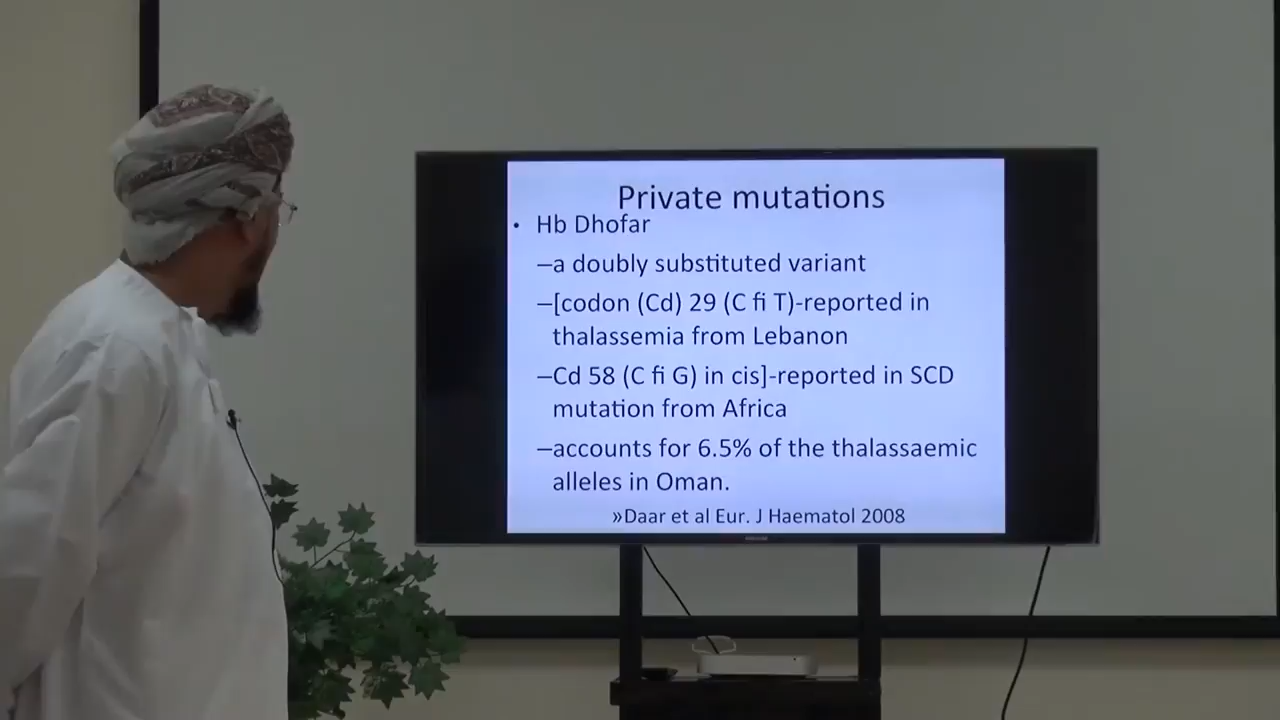 Private mutations
• Hb Dhofar
–a doubly substituted variant
–[codon (Cd) 29 (C fi T)-reported in
thalassemia from Lebanon
–Cd 58 (C fi G) in cis]-reported in SCD
mutation from Africa
–accounts for 6.5% of the thalassaemic
alleles in Oman.
»Daar et al Eur. J Haematol 2008